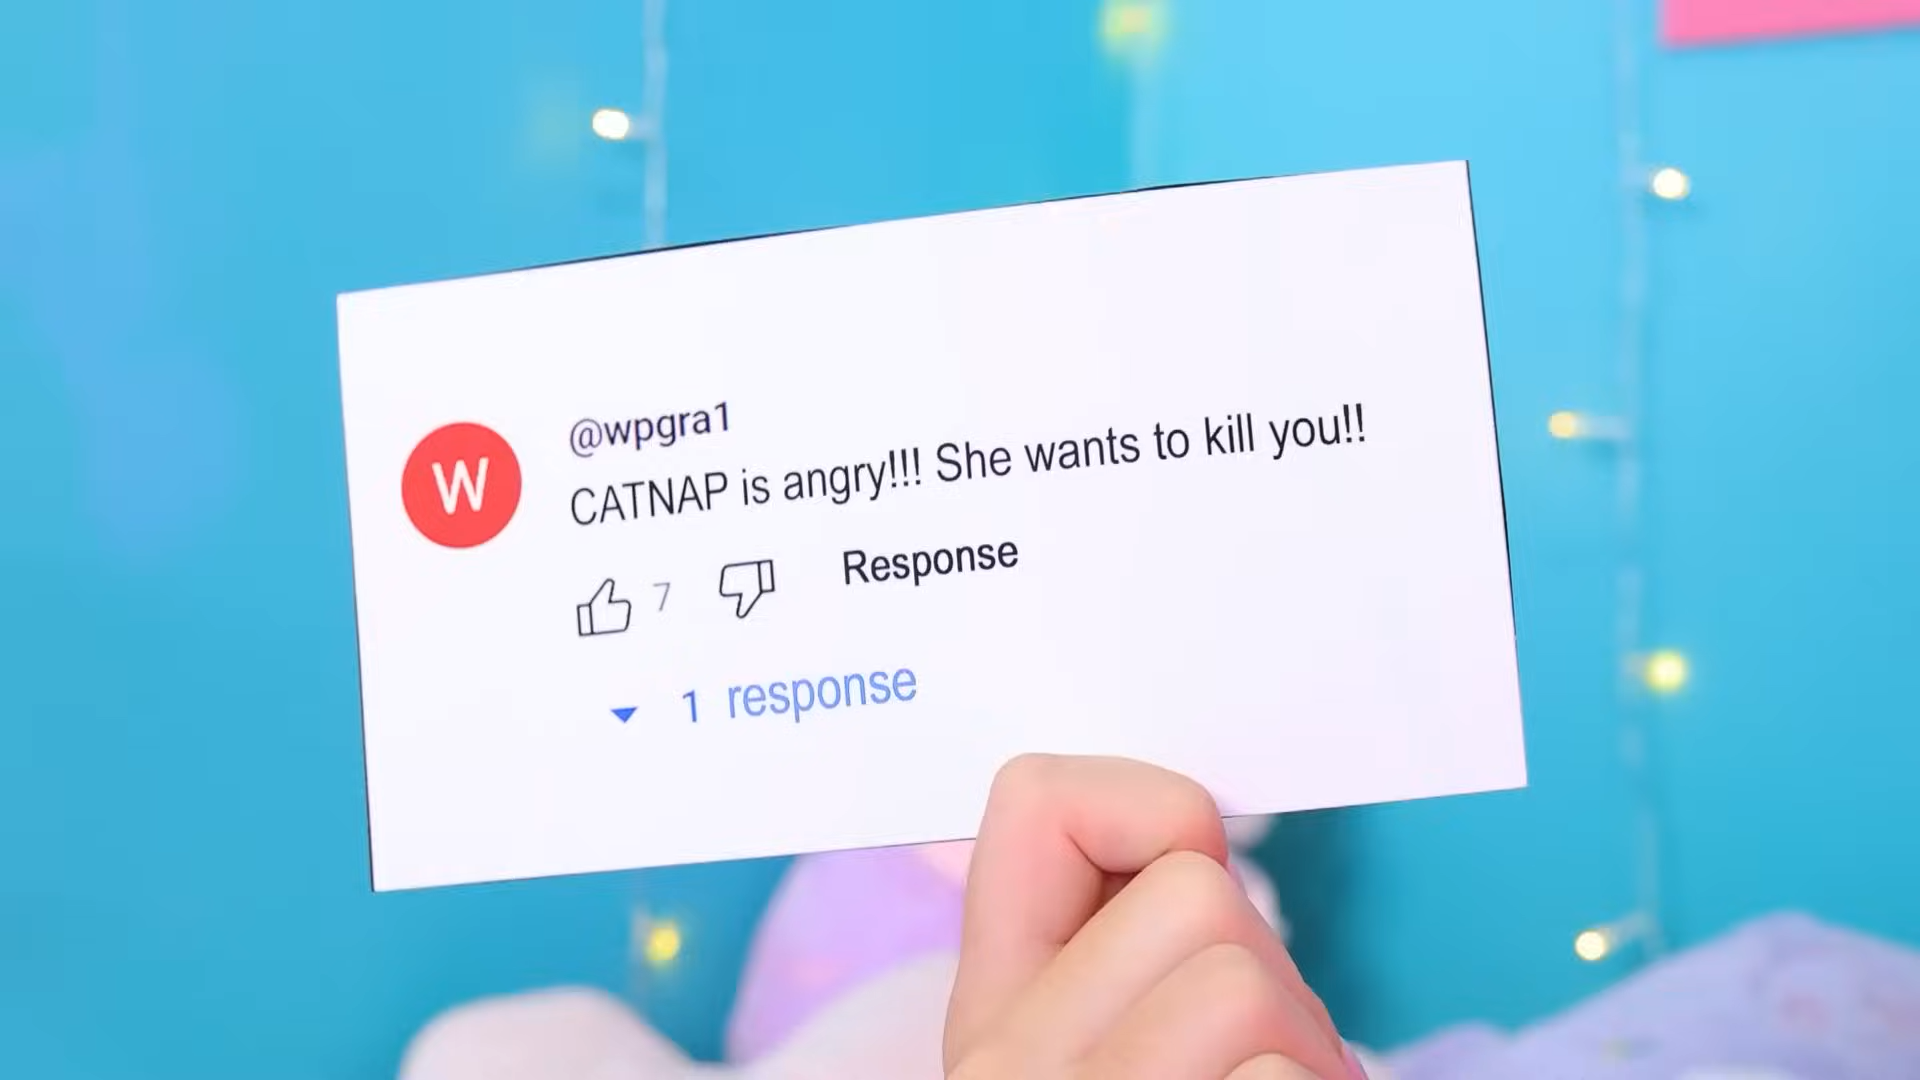 W
@wpgra1
CATNAP is angry!!! She wants to kill you!!
7
Response
1 response